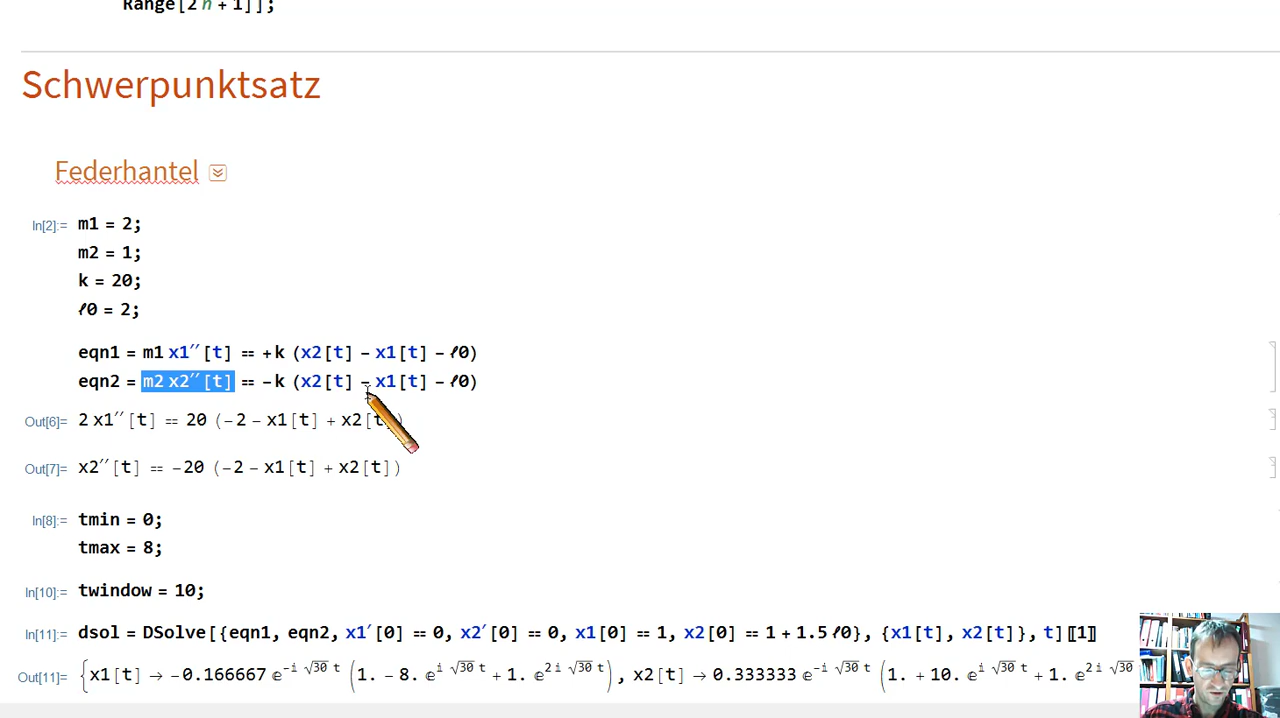 Range[2 n + 1]];
Schwerpunktsatz
Federhantel
In[2]:= m1 = 2;
m2 = 1;
k = 20;
ℓ0 = 2;
eqn1 = m1 x1′′[t] == +k (x2[t] - x1[t] - ℓ0)
eqn2 = m2 x2′′[t] == -k (x2[t] - x1[t] - ℓ0)
Out[6]= 2 x1′′[t] == 20 (-2 - x1[t] + x2[t])
Out[7]= x2′′[t] == -20 (-2 - x1[t] + x2[t])
In[8]:= tmin = 0;
tmax = 8;
In[10]:= twindow = 10;
In[11]:= dsol = DSolve[{eqn1, eqn2, x1′[0] == 0, x2′[0] == 0, x1[0] == 1, x2[0] == 1 + 1.5 ℓ0}, {x1[t], x2[t]}, t]⟦1⟧
Out[11]= {x1[t] → -0.166667 ⅇ^(-ⅈ √30 t) (1. - 8. ⅇ^(ⅈ √30 t) + 1. ⅇ^(2 ⅈ √30 t)), x2[t] → 0.333333 ⅇ^(-ⅈ √30 t) (1. + 10. ⅇ^(ⅈ √30 t) + 1. ⅇ^(2 ⅈ √30